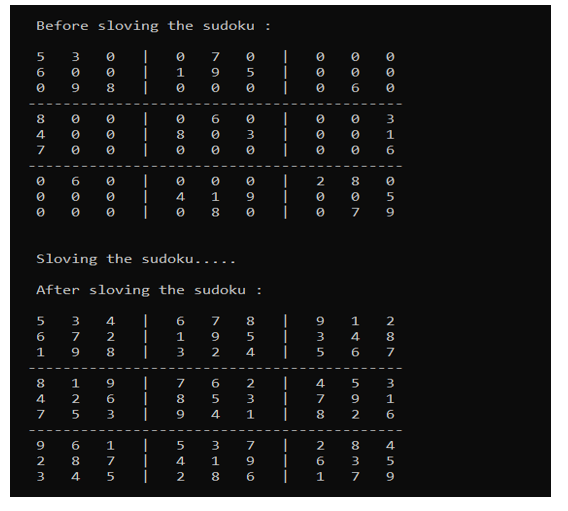 Before sloving the sudoku :
5 3 0 | 0 7 0 | 0 0 0
6 0 0 | 1 9 5 | 0 0 0
0 9 8 | 0 0 0 | 0 6 0
------------------------------------------
8 0 0 | 0 6 0 | 0 0 3
4 0 0 | 8 0 3 | 0 0 1
7 0 0 | 0 0 0 | 0 0 6
------------------------------------------
0 6 0 | 0 0 0 | 2 8 0
0 0 0 | 4 1 9 | 0 0 5
0 0 0 | 0 8 0 | 0 7 9
Sloving the sudoku.....
After sloving the sudoku :
5 3 4 | 6 7 8 | 9 1 2
6 7 2 | 1 9 5 | 3 4 8
1 9 8 | 3 2 4 | 5 6 7
------------------------------------------
8 1 9 | 7 6 2 | 4 5 3
4 2 6 | 8 5 3 | 7 9 1
7 5 3 | 9 4 1 | 8 2 6
------------------------------------------
9 6 1 | 5 3 7 | 2 8 4
2 8 7 | 4 1 9 | 6 3 5
3 4 5 | 2 8 6 | 1 7 9